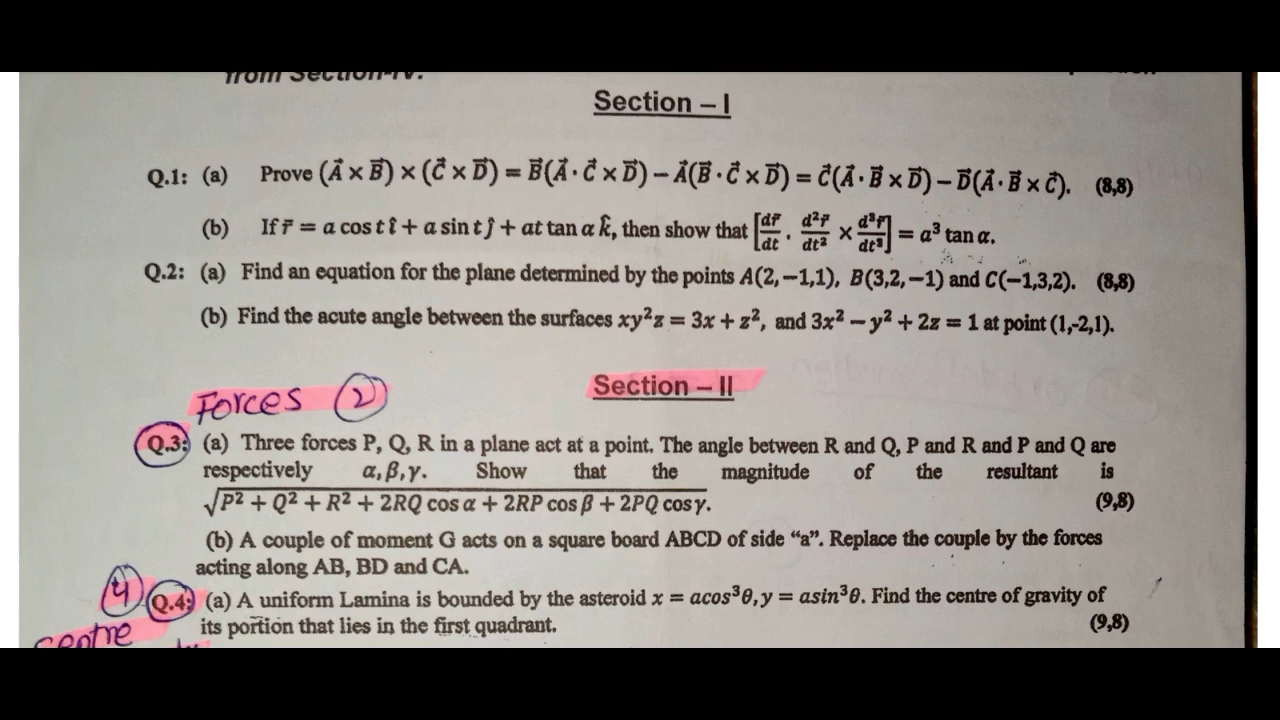 from Section-IV.
Section – I
Q.1: (a) Prove (A⃗ × B⃗) × (C⃗ × D⃗) = B⃗(A⃗ · C⃗ × D⃗) – A⃗(B⃗ · C⃗ × D⃗) = C⃗(A⃗ · B⃗ × D⃗) – D⃗(A⃗ · B⃗ × C⃗). (8,8)
(b) If r⃗ = a cos t î + a sin t ĵ + at tan α k̂, then show that [dr⃗/dt · d²r⃗/dt² × d³r⃗/dt³] = a³ tan α.
Q.2: (a) Find an equation for the plane determined by the points A(2,–1,1), B(3,2,–1) and C(–1,3,2). (8,8)
(b) Find the acute angle between the surfaces xy²z = 3x + z², and 3x² – y² + 2z = 1 at point (1,-2,1).
Forces 2
Section – II
Q.3: (a) Three forces P, Q, R in a plane act at a point. The angle between R and Q, P and R and P and Q are
respectively α, β, γ. Show that the magnitude of the resultant is
√P² + Q² + R² + 2RQ cos α + 2RP cos β + 2PQ cos γ. (9,8)
(b) A couple of moment G acts on a square board ABCD of side “a”. Replace the couple by the forces
acting along AB, BD and CA.
4 Q.4: (a) A uniform Lamina is bounded by the asteroid x = acos³θ, y = asin³θ. Find the centre of gravity of
its portion that lies in the first quadrant. (9,8)
Centre